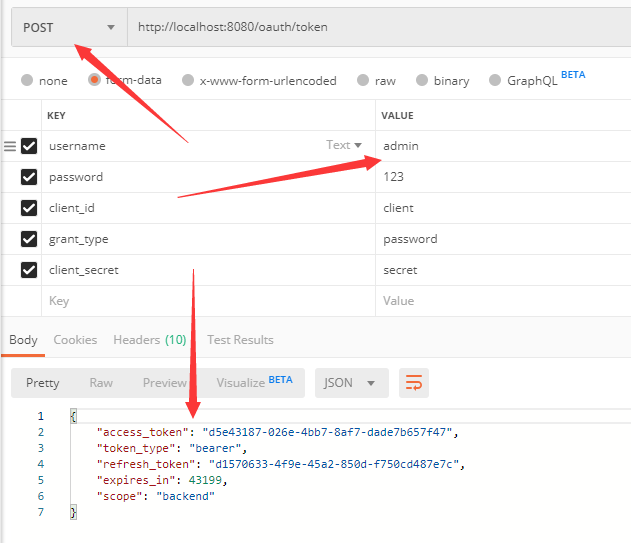 POST http://localhost:8080/oauth/token
none form-data x-www-form-urlencoded raw binary GraphQL BETA
KEY VALUE
username Text admin
password 123
client_id client
grant_type password
client_secret secret
Key Value
Body Cookies Headers (10) Test Results
Pretty Raw Preview Visualize BETA JSON
1 {
2 "access_token": "d5e43187-026e-4bb7-8af7-dade7b657f47",
3 "token_type": "bearer",
4 "refresh_token": "d1570633-4f9e-45a2-850d-f750cd487e7c",
5 "expires_in": 43199,
6 "scope": "backend"
7 }